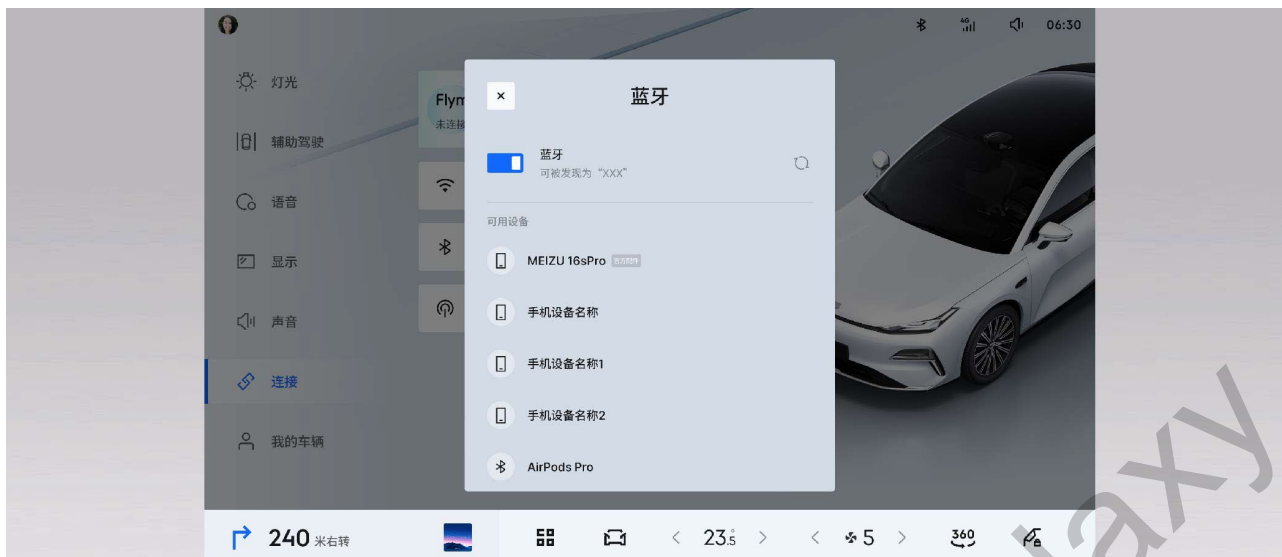 4G
06:30
灯光
辅助驾驶
语音
显示
声音
连接
我的车辆
Flym
未连接
蓝牙
蓝牙
可被发现为“XXX”
可用设备
MEIZU 16sPro
手机设备名称
手机设备名称1
手机设备名称2
AirPods Pro
240 米右转
23.5
5
360
axy